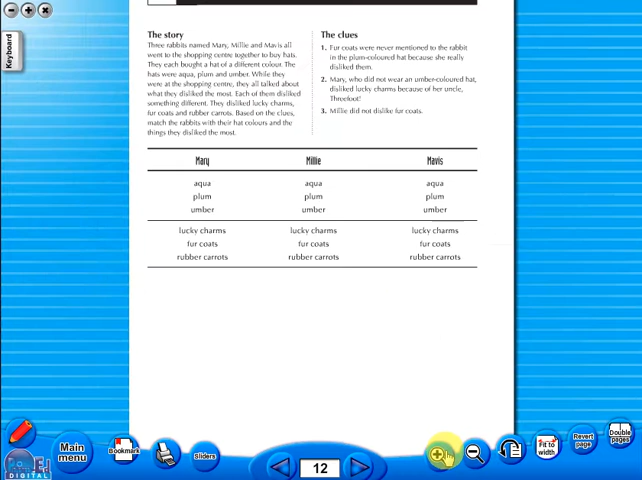 Keyboard
The story
Three rabbits named Mary, Millie and Mavis all
went to the shopping centre together to buy hats.
They each bought a hat of a different colour. The
hats were aqua, plum and umber. While they
were at the shopping centre, they all talked about
what they disliked the most. Each of them disliked
something different. They disliked lucky charms,
fur coats and rubber carrots. Based on the clues,
match the rabbits with their hat colours and the
things they disliked the most.
The clues
1. Fur coats were never mentioned to the rabbit
in the plum-coloured hat because she really
disliked them.
2. Mary, who did not wear an umber-coloured hat,
disliked lucky charms because of her uncle,
Threefoot!
3. Millie did not dislike fur coats.
Mary Millie Mavis
aqua aqua aqua
plum plum plum
umber umber umber
lucky charms lucky charms lucky charms
fur coats fur coats fur coats
rubber carrots rubber carrots rubber carrots
Main menu
Bookmark
Sliders
12
Fit to width
Revert page
Double pages
DIGITAL